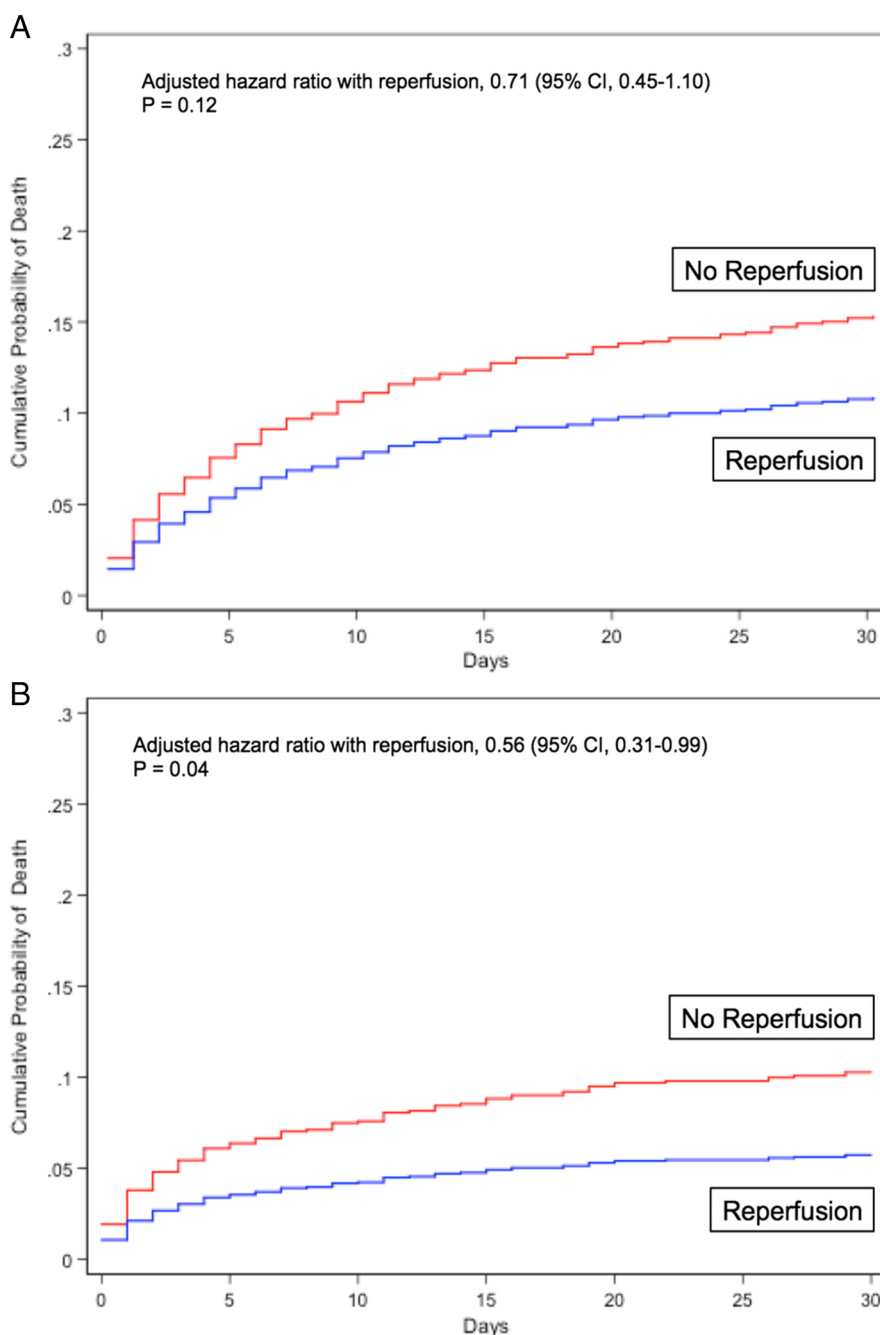 A
Adjusted hazard ratio with reperfusion, 0.71 (95% CI, 0.45-1.10)
P = 0.12
Cumulative Probability of Death
.3
.25
.2
.15
.1
.05
0
No Reperfusion
Reperfusion
0 5 10 15 20 25 30
Days
B
Adjusted hazard ratio with reperfusion, 0.56 (95% CI, 0.31-0.99)
P = 0.04
Cumulative Probability of Death
.3
.25
.2
.15
.1
.05
0
No Reperfusion
Reperfusion
0 5 10 15 20 25 30
Days